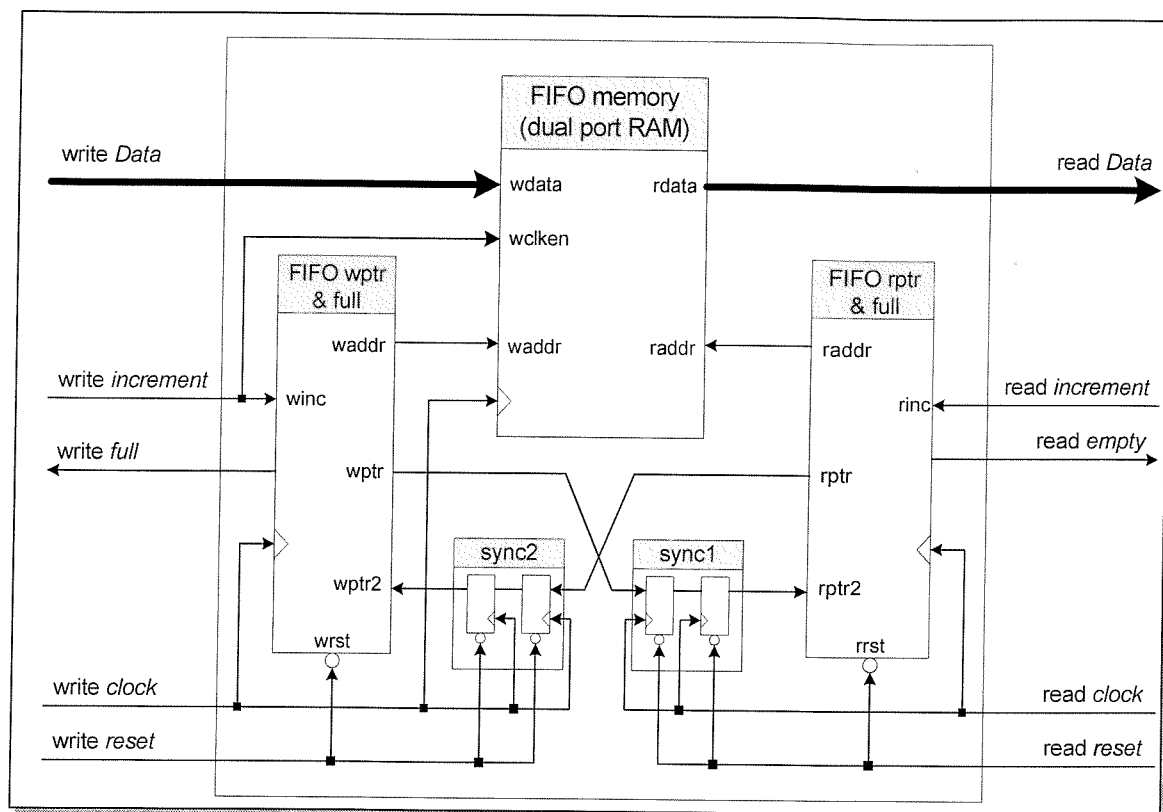 FIFO memory
(dual port RAM)
write Data
wdata
rdata
read Data
wclken
FIFO wptr
& full
FIFO rptr
& full
waddr
waddr
raddr
raddr
write increment
winc
rinc
read increment
write full
wptr
rptr
read empty
sync2
sync1
wptr2
rptr2
wrst
rrst
write clock
read clock
write reset
read reset